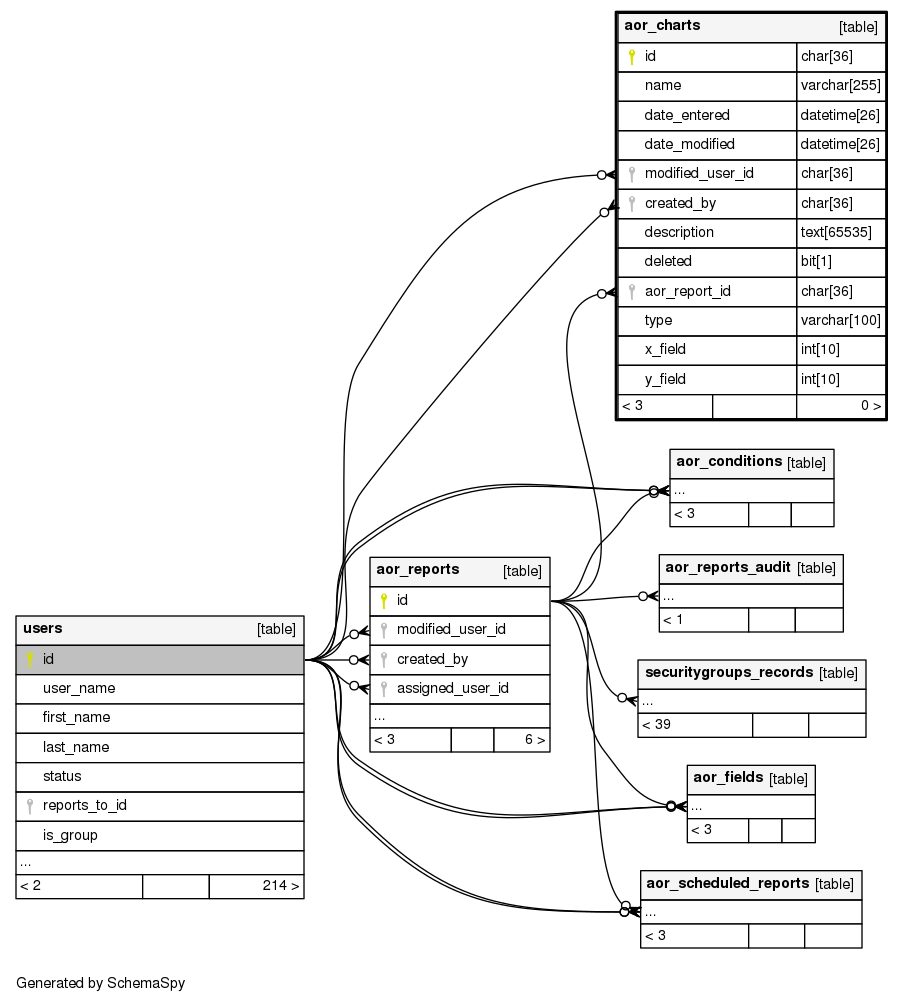 aor_charts [table]
id char[36]
name varchar[255]
date_entered datetime[26]
date_modified datetime[26]
modified_user_id char[36]
created_by char[36]
description text[65535]
deleted bit[1]
aor_report_id char[36]
type varchar[100]
x_field int[10]
y_field int[10]
< 3 0 >
aor_conditions [table]
...
< 3
aor_reports [table]
id
modified_user_id
created_by
assigned_user_id
...
< 3 6 >
aor_reports_audit [table]
...
< 1
users [table]
id
user_name
first_name
last_name
status
reports_to_id
is_group
...
< 2 214 >
securitygroups_records [table]
...
< 39
aor_fields [table]
...
< 3
aor_scheduled_reports [table]
...
< 3
Generated by SchemaSpy